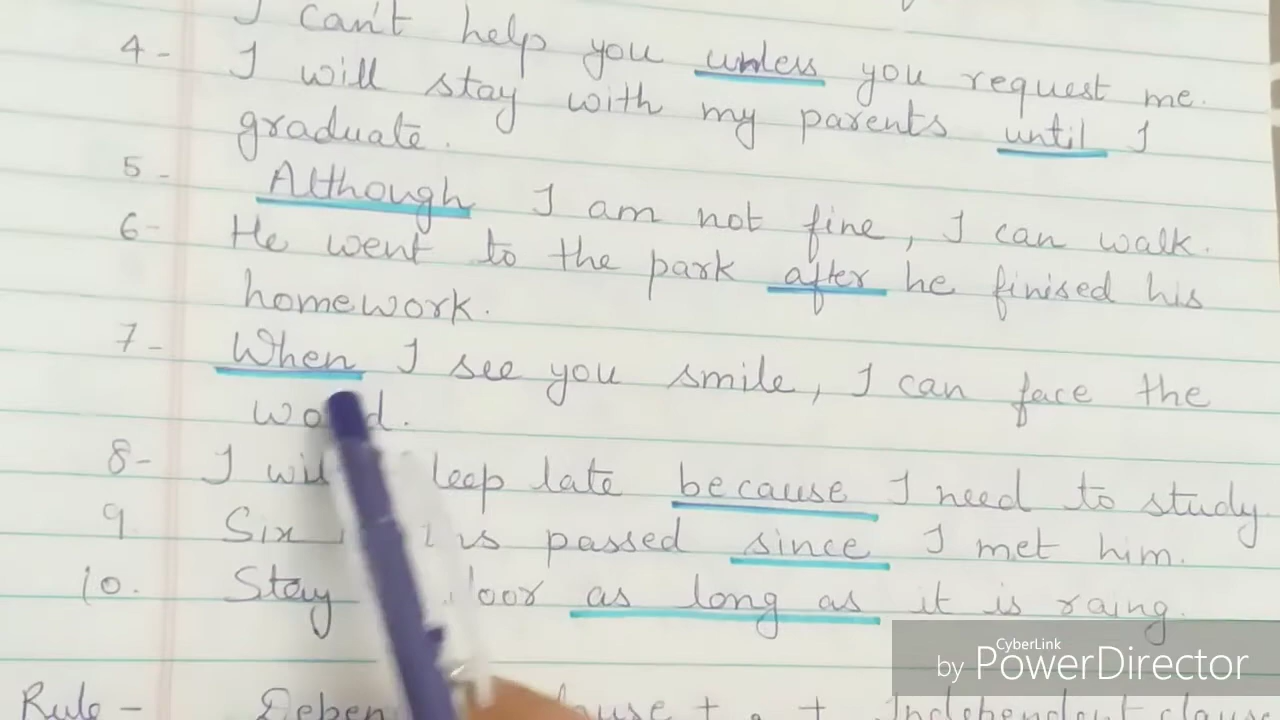 I can't help you unless you request me.
4- I will stay with my parents until I
graduate.
5- Although I am not fine, I can walk.
6- He went to the park after he finised his
homework.
7- When I see you smile, I can face the
8- I late because I need to study
9 Six passed since I met him.
10. Stay as long as it is raing.
Rule - + , + Independent clause
CyberLink
by PowerDirector